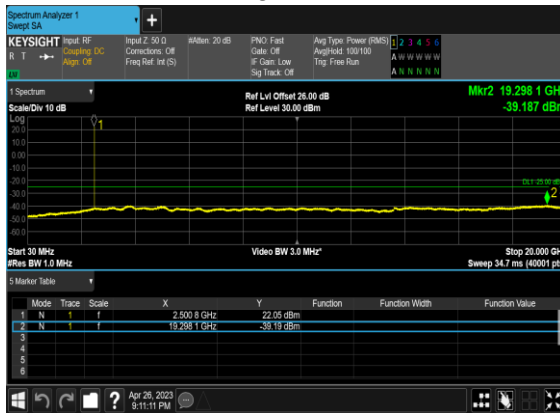 Spectrum Analyzer 1
Swept SA
KEYSIGHT Input: RF Input Z: 50 Ω #Atten: 20 dB PNO: Fast Avg Type: Power (RMS) 1 2 3 4 5 6
R T Coupling: DC Corrections: Off Gate: Off Avg|Hold: 100/100 A W W W W W
Align: Off Freq Ref: Int (S) IF Gain: Low Trig: Free Run
Sig Track: Off A N N N N N
1 Spectrum Ref Lvl Offset 26.00 dB Mkr2 19.298 1 GH
Scale/Div 10 dB Ref Level 30.00 dBm -39.187 dBr
Log
20.0
10.0
0.00
-10.0
-20.0
-30.0
-40.0
-50.0
-60.0
1
2
Start 30 MHz Video BW 3.0 MHz* Stop 20.000 GH
#Res BW 1.0 MHz Sweep 34.7 ms (40001 pt
5 Marker Table
Mode Trace Scale X Y Function Function Width Function Value
1 N 1 f 2.500 8 GHz 22.05 dBm
2 N 1 f 19.298 1 GHz -39.19 dBm
3
4
5
6
? Apr 26, 2023
9:11:11 PM